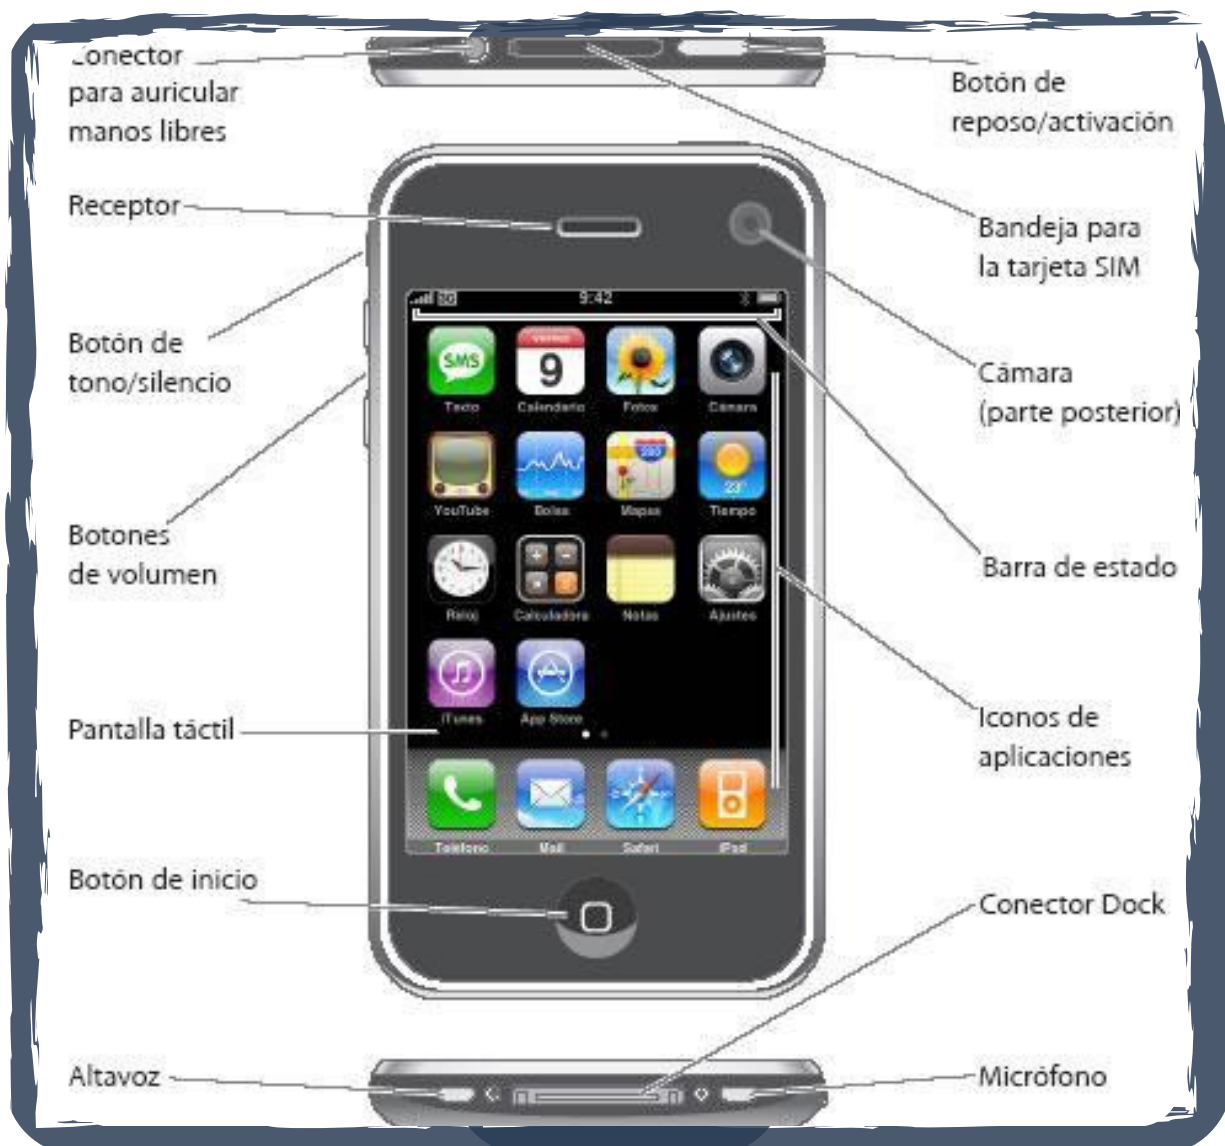 Conector
para auricular
manos libres
Botón de
reposo/activación
Receptor
Bandeja para
la tarjeta SIM
Botón de
tono/silencio
Cámara
(parte posterior)
Botones
de volumen
Barra de estado
Pantalla táctil
Iconos de
aplicaciones
Botón de inicio
Conector Dock
Altavoz
Micrófono
3G 9:42
SMS 9
Texto Calendario Fotos Cámara
280 23°
YouTube Bolsa Mapas Tiempo
Reloj Calculadora Notas Ajustes
iTunes App Store
Teléfono Mail Safari iPod